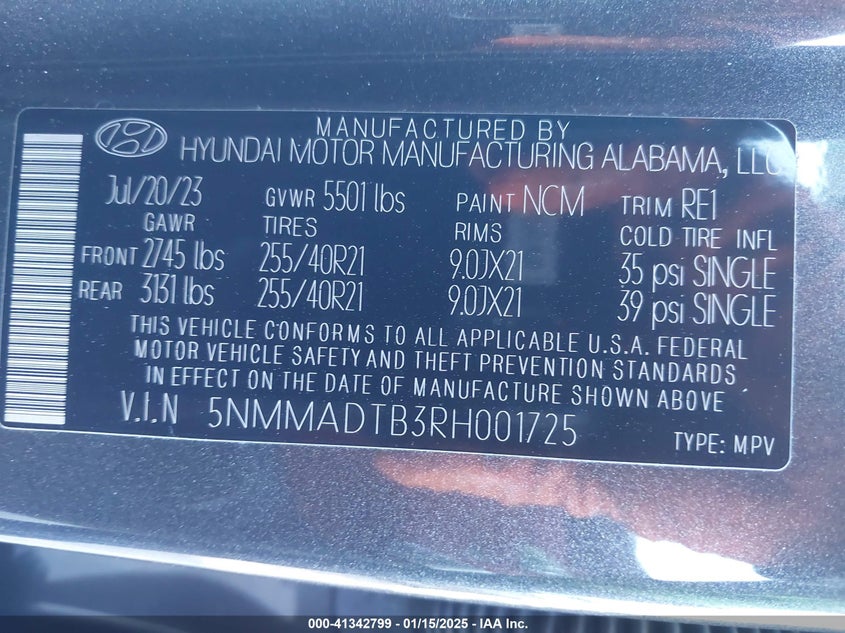 MANUFACTURED BY
HYUNDAI MOTOR MANUFACTURING ALABAMA, LLC
Jul/20/23 GVWR 5501 lbs PAINT NCM TRIM RE1
GAWR TIRES RIMS COLD TIRE INFL
FRONT 2745 lbs 255/40R21 9.0JX21 35 psi SINGLE
REAR 3131 lbs 255/40R21 9.0JX21 39 psi SINGLE
THIS VEHICLE CONFORMS TO ALL APPLICABLE U.S.A. FEDERAL
MOTOR VEHICLE SAFETY AND THEFT PREVENTION STANDARDS
IN EFFECT ON THE DATE OF MANUFACTURE SHOWN ABOVE
V.I.N 5NMMADTB3RH001725
TYPE: MPV
000-41342799 - 01/15/2025 - IAA Inc.